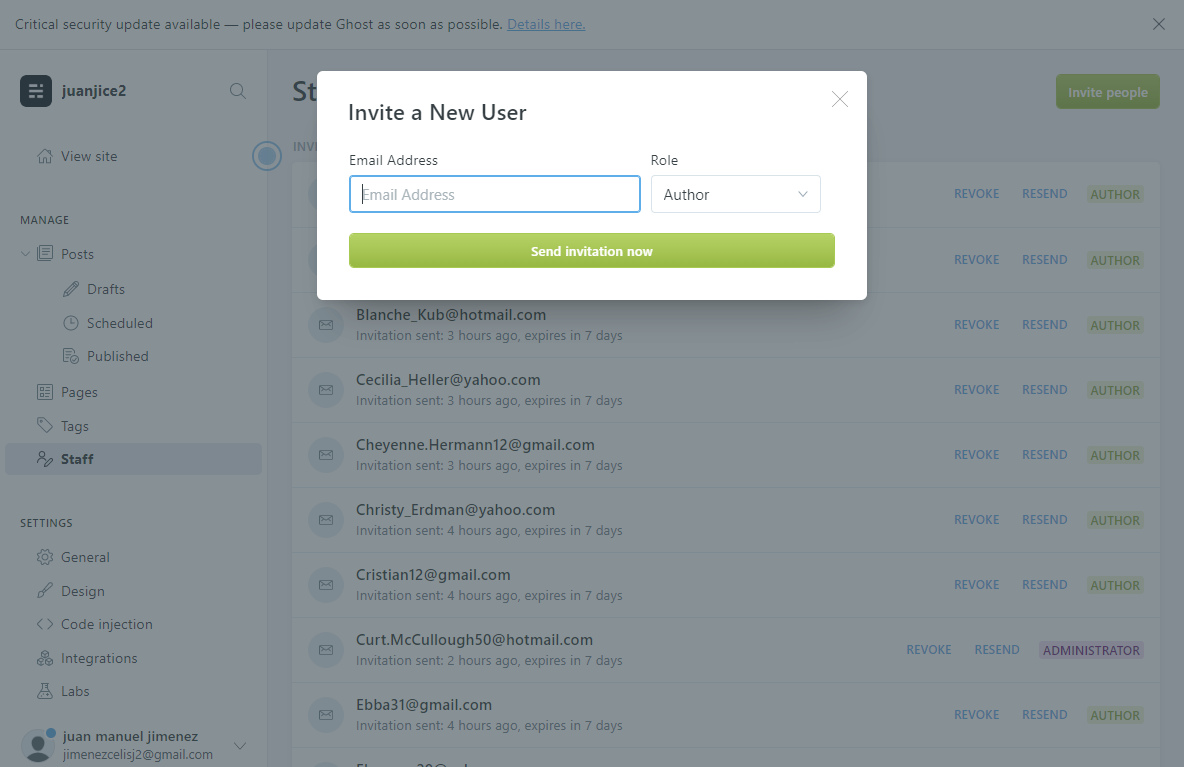 Critical security update available — please update Ghost as soon as possible. Details here.
juanjice2
View site
MANAGE
Posts
Drafts
Scheduled
Published
Pages
Tags
Staff
SETTINGS
General
Design
Code injection
Integrations
Labs
juan manuel jimenez
jimenezcelisj2@gmail.com
Invite people
Invite a New User
Email Address
Role
Email Address
Author
Send invitation now
REVOKE RESEND AUTHOR
REVOKE RESEND AUTHOR
Blanche_Kub@hotmail.com
Invitation sent: 3 hours ago, expires in 7 days
REVOKE RESEND AUTHOR
Cecilia_Heller@yahoo.com
Invitation sent: 3 hours ago, expires in 7 days
REVOKE RESEND AUTHOR
Cheyenne.Hermann12@gmail.com
Invitation sent: 3 hours ago, expires in 7 days
REVOKE RESEND AUTHOR
Christy_Erdman@yahoo.com
Invitation sent: 4 hours ago, expires in 7 days
REVOKE RESEND AUTHOR
Cristian12@gmail.com
Invitation sent: 4 hours ago, expires in 7 days
REVOKE RESEND AUTHOR
Curt.McCullough50@hotmail.com
Invitation sent: 2 hours ago, expires in 7 days
REVOKE RESEND ADMINISTRATOR
Ebba31@gmail.com
Invitation sent: 4 hours ago, expires in 7 days
REVOKE RESEND AUTHOR